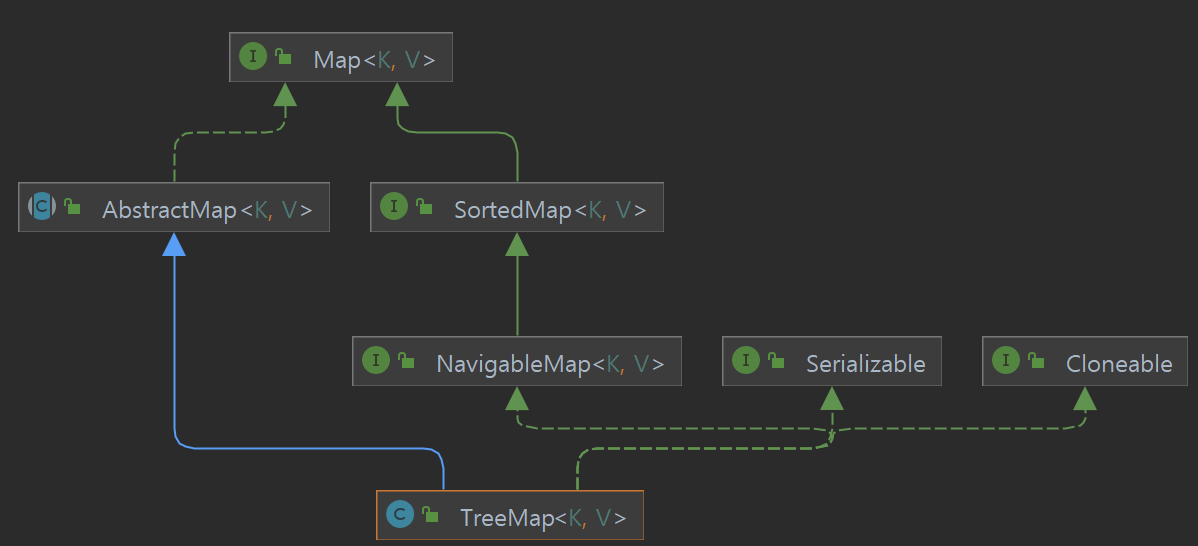 I Map<K, V>
C AbstractMap<K, V>
I SortedMap<K, V>
I NavigableMap<K, V>
I Serializable
I Cloneable
C TreeMap<K, V>